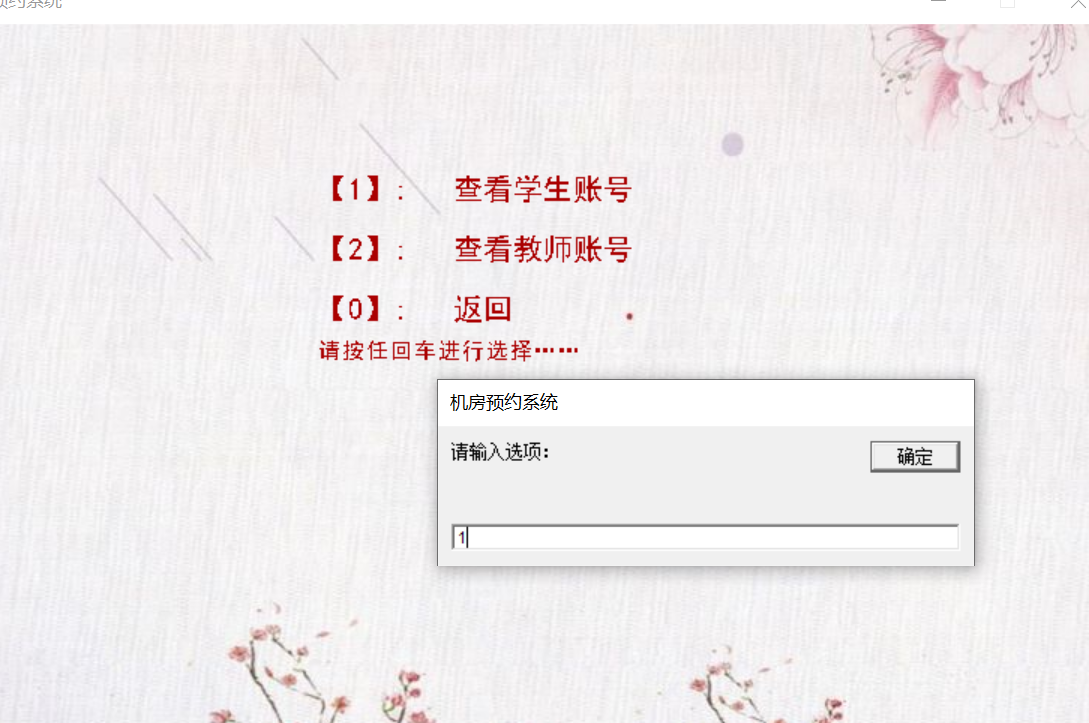 预约系统
【1】： 查看学生账号
【2】： 查看教师账号
【0】： 返回
请按任回车进行选择……
机房预约系统
请输入选项:
确定
1